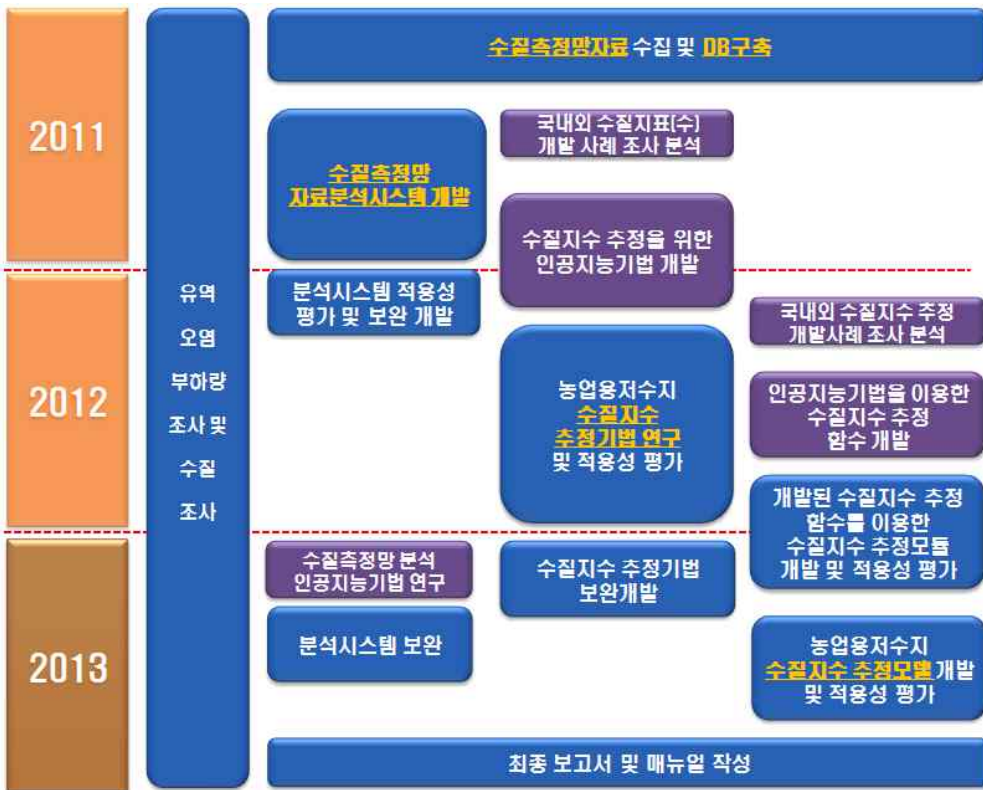 2011
2012
2013
유역
오염
부하량
조사 및
수질
조사
수질측정망자료 수집 및 DB구축
수질측정망
자료분석시스템 개발
국내외 수질지표(수)
개발 사례 조사 분석
수질지수 추정을 위한
인공지능기법 개발
분석시스템 적용성
평가 및 보완 개발
국내외 수질지수 추정
개발사례 조사 분석
농업용저수지
수질지수
추정기법 연구
및 적용성 평가
인공지능기법을 이용한
수질지수 추정
함수 개발
개발된 수질지수 추정
함수를 이용한
수질지수 추정모듈
개발 및 적용성 평가
수질측정망 분석
인공지능기법 연구
수질지수 추정기법
보완개발
분석시스템 보완
농업용저수지
수질지수 추정모델 개발
및 적용성 평가
최종 보고서 및 매뉴얼 작성